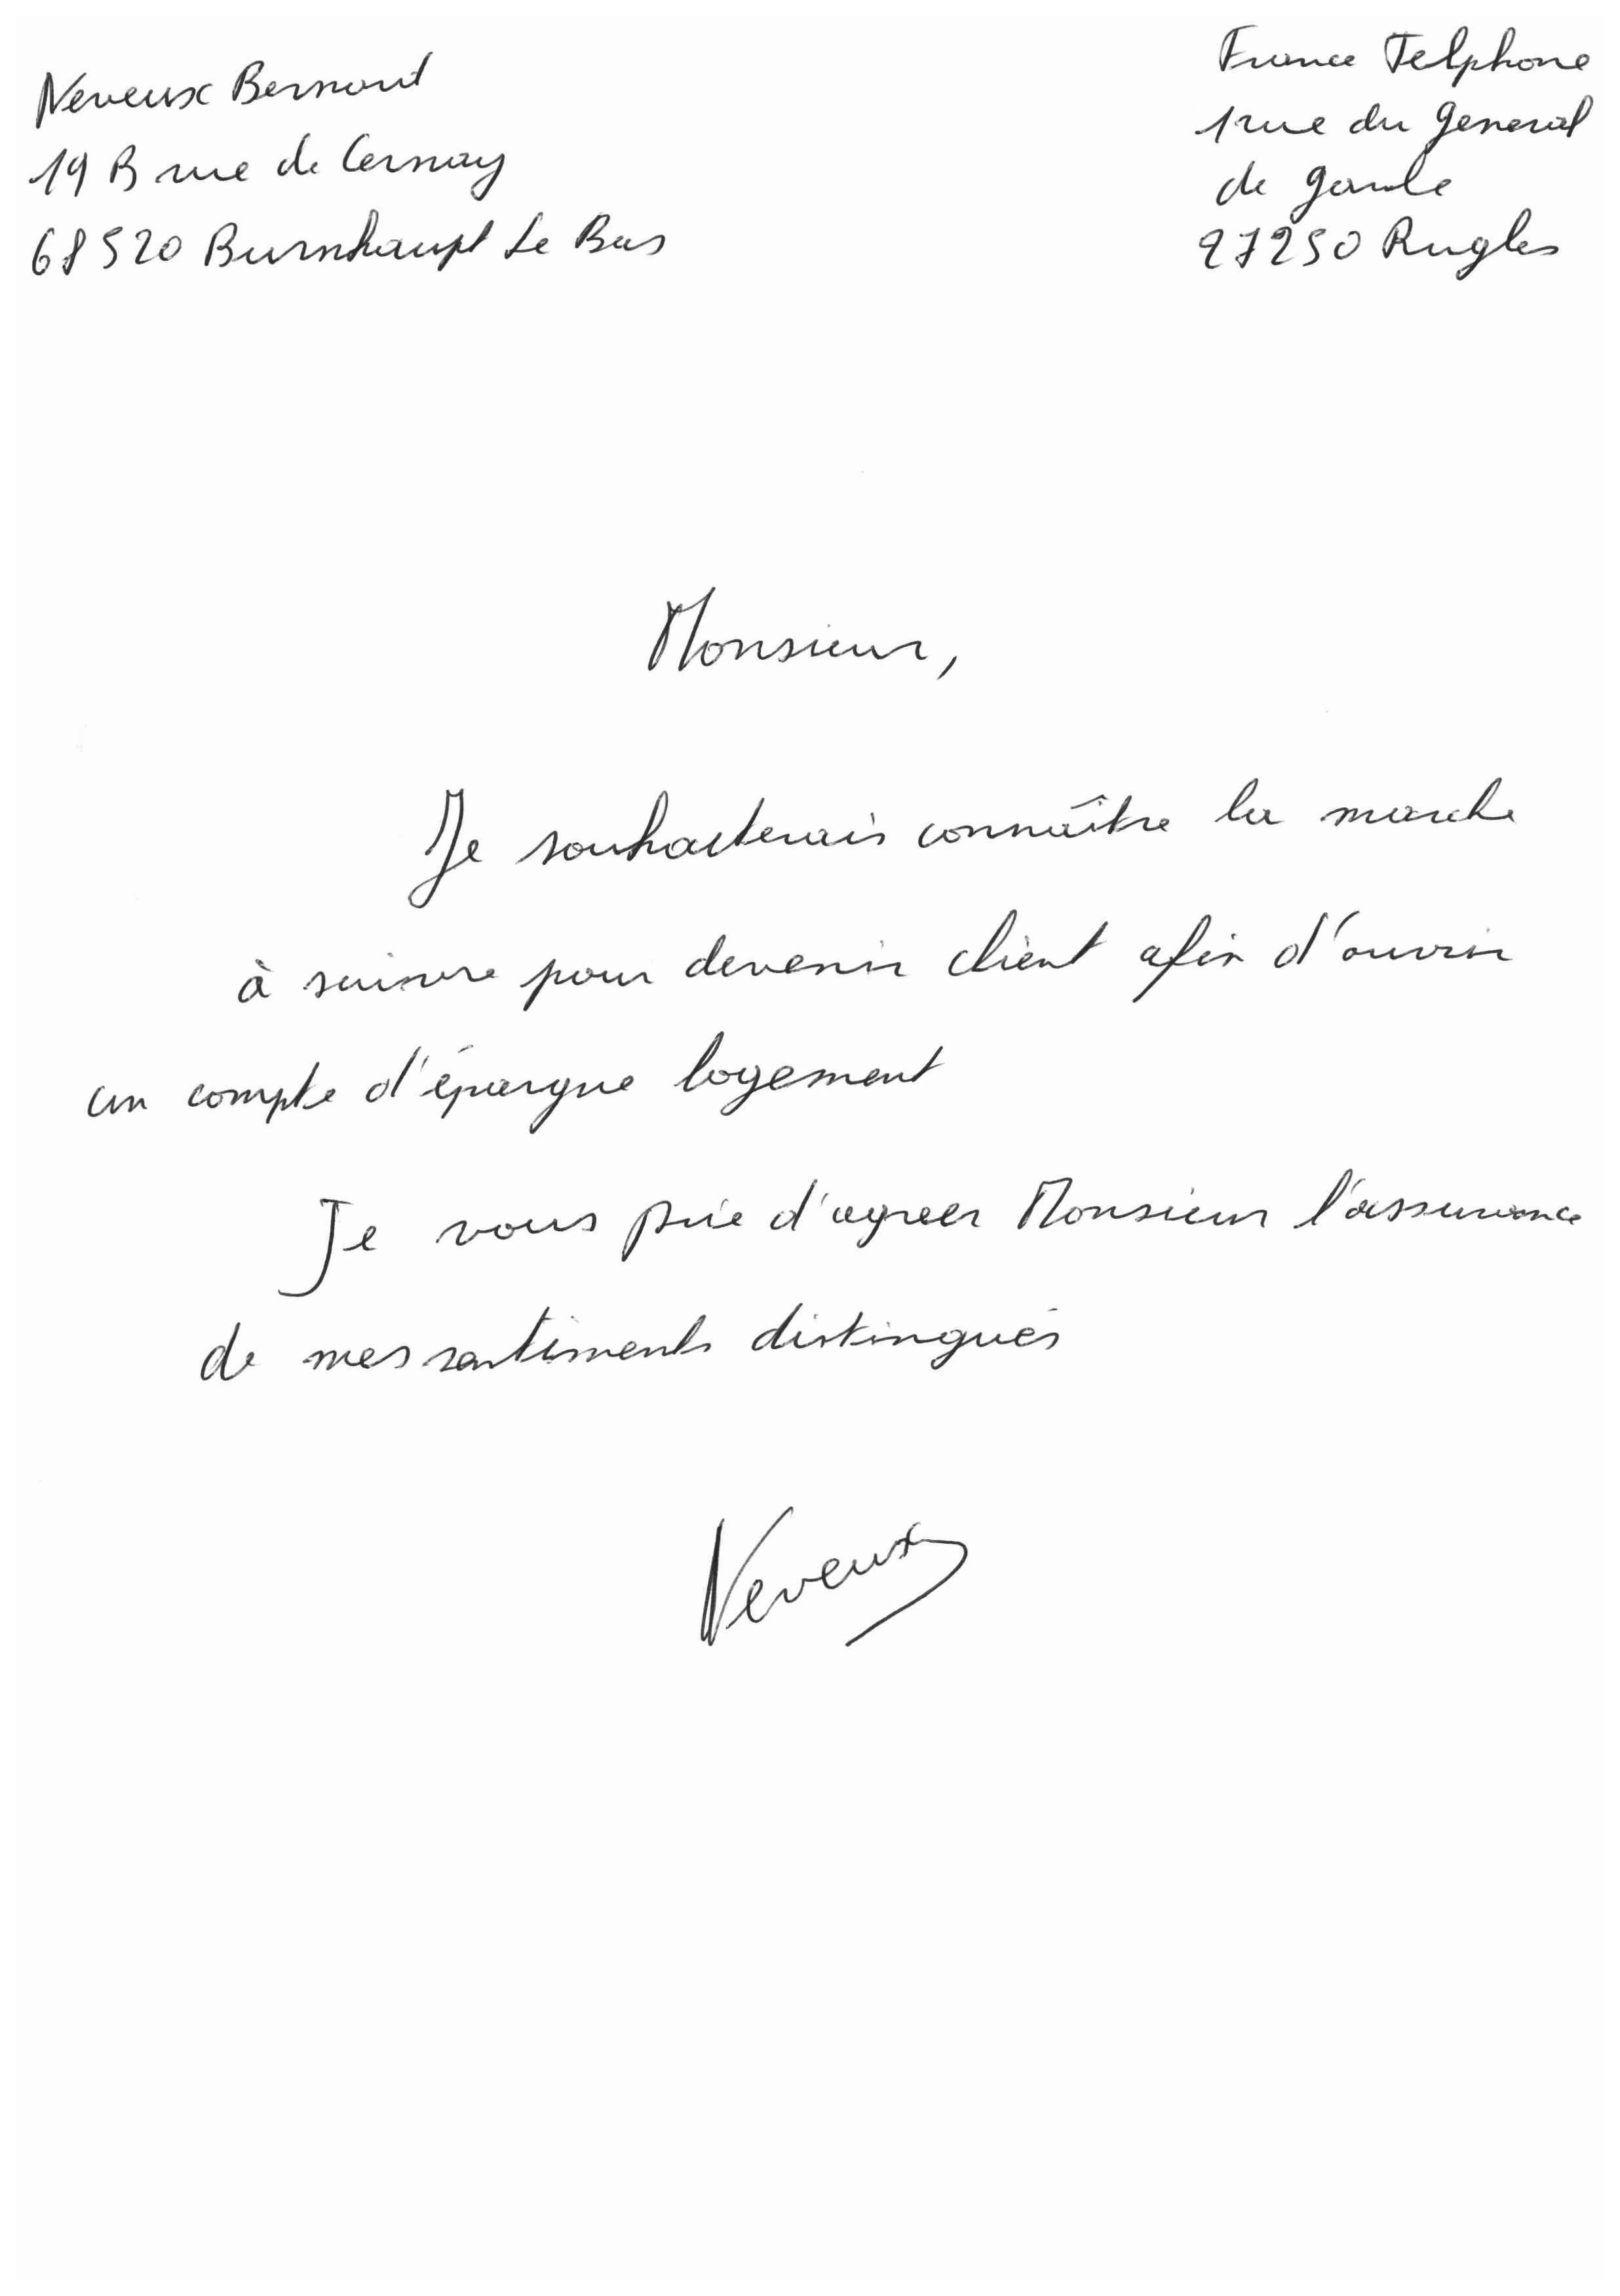 Neveux Bernard
19 B rue de Cernay
68520 Burnhaupt Le Bas
France Telphone
1 rue du General
de Gaule
27250 Rugles
Monsieur,
Je souhaiterais connaître la marche
à suivre pour devenir client afin d'ouvrir
un compte d'épargne logement
Je vous prie d'agreer Monsieur l'assurance
de mes sentiments distingués
Neveux